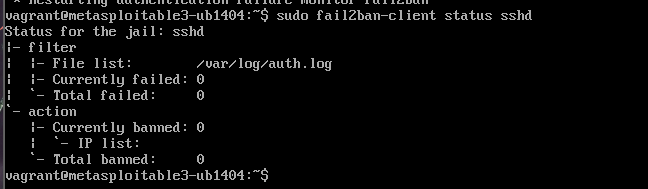 * Restarting authentication failure monitor fail2ban
vagrant@metasploitable3-ub1404:~$ sudo fail2ban-client status sshd
Status for the jail: sshd
|- filter
|  |- File list:        /var/log/auth.log
|  |- Currently failed: 0
|  `- Total failed:     0
`- action
   |- Currently banned: 0
   |  `- IP list:
   `- Total banned:     0
vagrant@metasploitable3-ub1404:~$